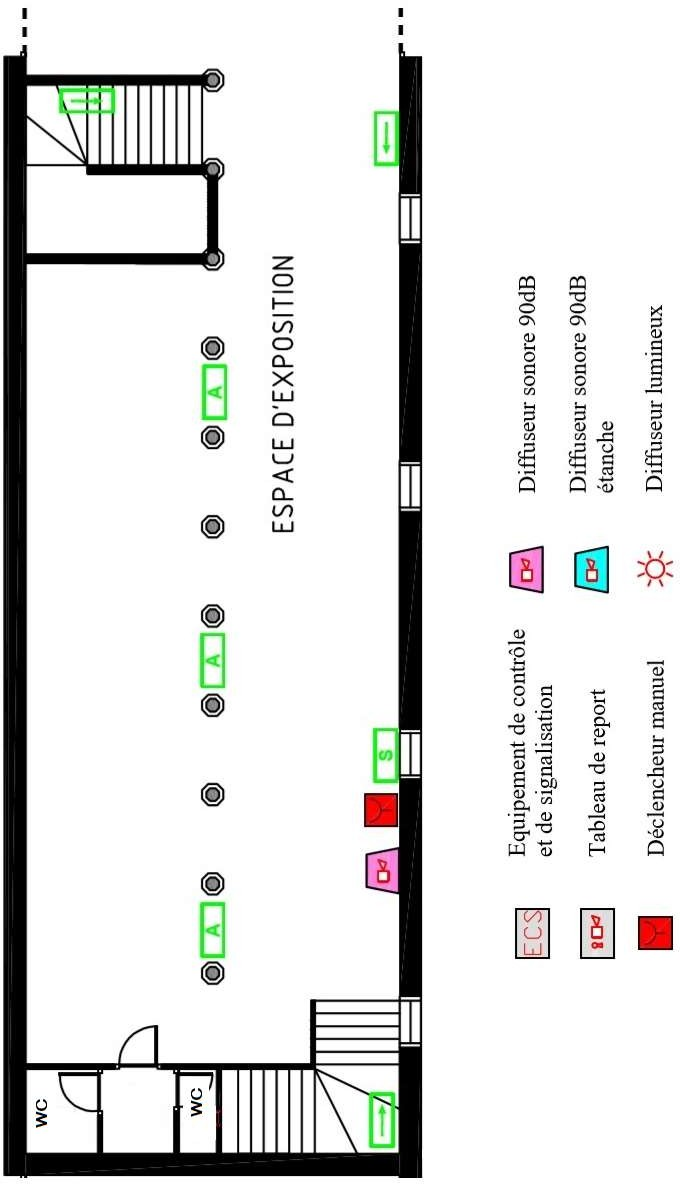 ESPACE D'EXPOSITION
A
A
A
S
WC
WC
ECS
Equipement de contrôle
et de signalisation
Tableau de report
Déclencheur manuel
Diffuseur sonore 90dB
Diffuseur sonore 90dB
étanche
Diffuseur lumineux